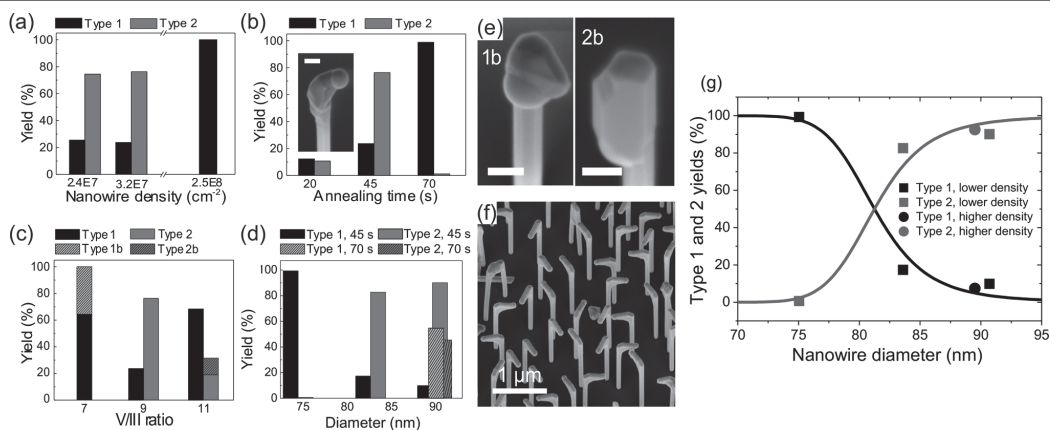 (a)
Type 1 Type 2
100
80
60
40
20
0
Yield (%)
2.4E7 3.2E7 2.5E8
Nanowire density (cm-2)
(b)
Type 1 Type 2
100
80
60
40
20
0
Yield (%)
20 45 70
Annealing time (s)
(c)
Type 1 Type 2
Type1b Type2b
100
80
60
40
20
0
Yield (%)
7 9 11
V/III ratio
(d)
Type 1, 45 s Type 2, 45 s
Type 1, 70 s Type 2, 70 s
100
80
60
40
20
0
Yield (%)
75 80 85 90
Diameter (nm)
(e)
1b
2b
(f)
1 µm
(g)
100
80
60
40
20
0
Type 1 and 2 yields (%)
Type 1, lower density
Type 2, lower density
Type 1, higher density
Type 2, higher density
70 75 80 85 90 95
Nanowire diameter (nm)